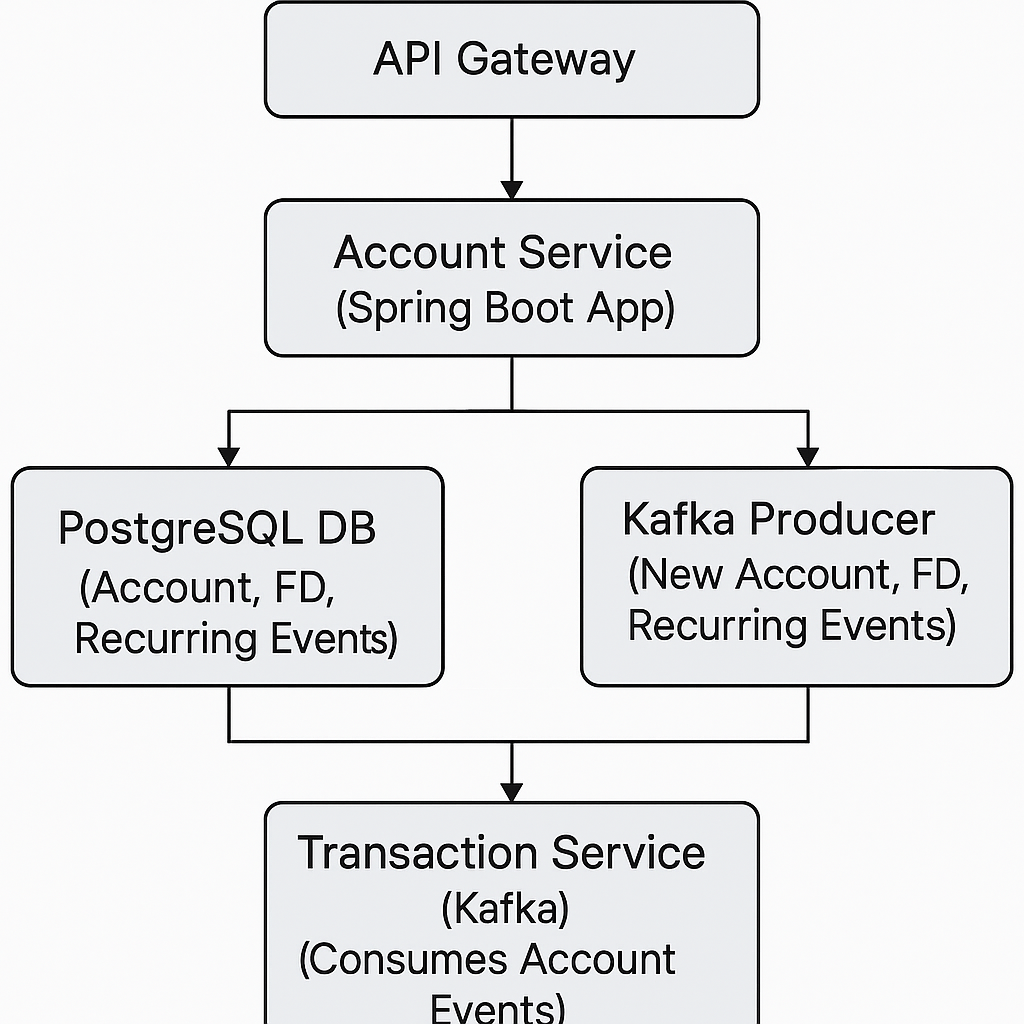 API Gateway
Account Service
(Spring Boot App)
PostgreSQL DB
(Account, FD,
Recurring Events)
Kafka Producer
(New Account, FD,
Recurring Events)
Transaction Service
(Kafka)
(Consumes Account
Events)